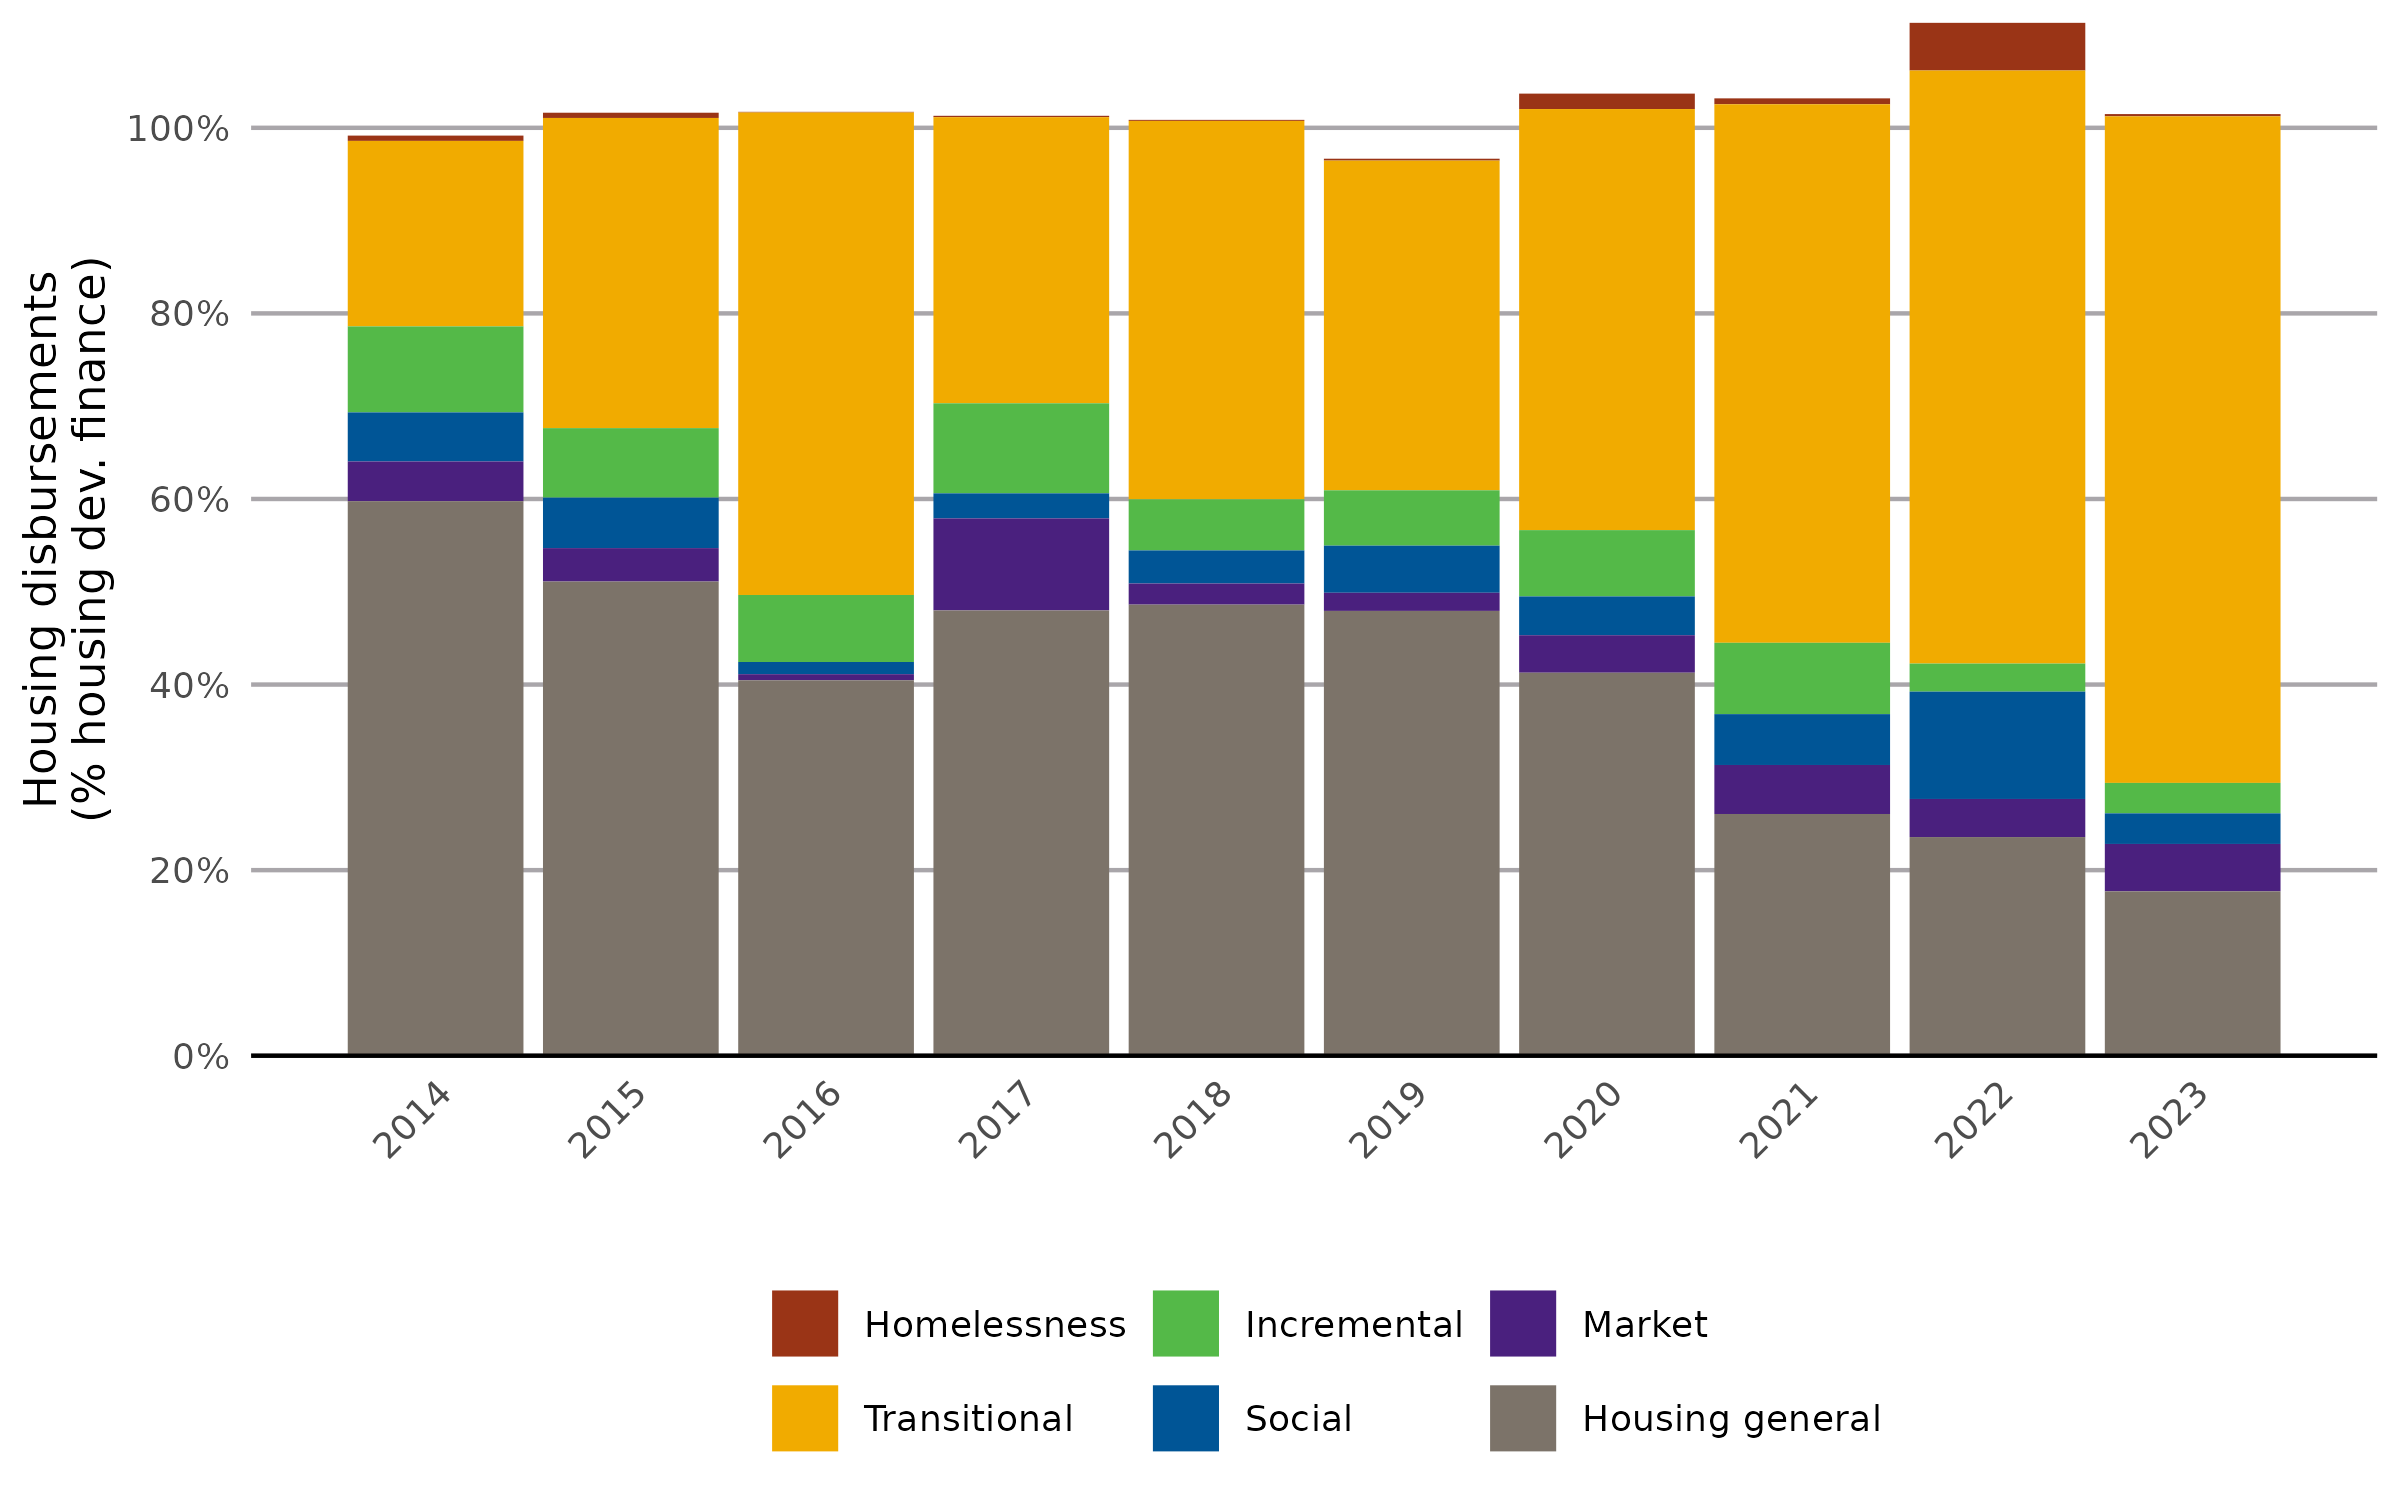 Housing disbursements
(% housing dev. finance)
100%
80%
60%
40%
20%
0%
2014
2015
2016
2017
2018
2019
2020
2021
2022
2023
Homelessness
Incremental
Market
Transitional
Social
Housing general